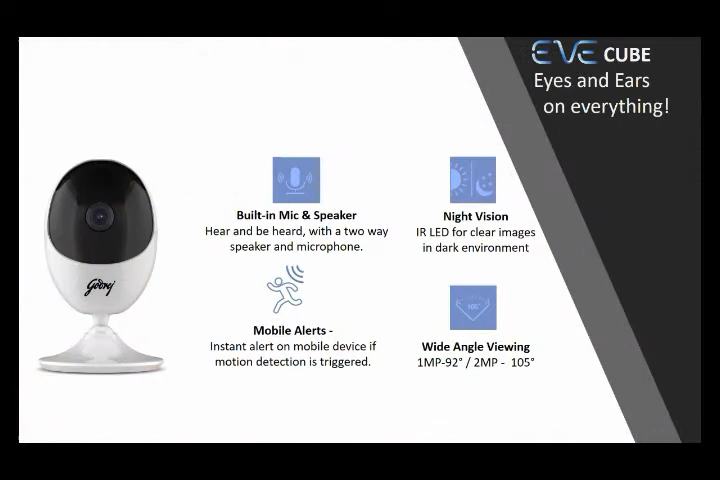 EVE CUBE
Eyes and Ears
on everything!
Built-in Mic & Speaker
Hear and be heard, with a two way
speaker and microphone.
Night Vision
IR LED for clear images
in dark environment
Godrej
Mobile Alerts -
Instant alert on mobile device if
motion detection is triggered.
105°
Wide Angle Viewing
1MP-92° / 2MP - 105°